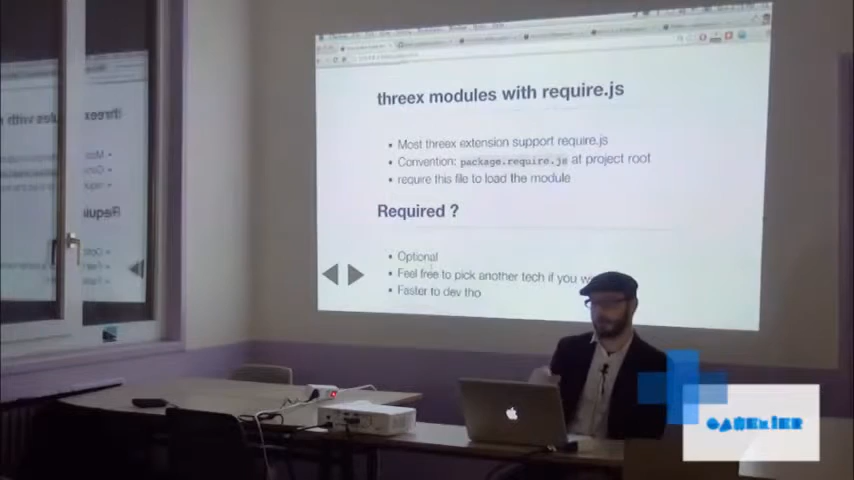 threex modules with require.js
• Most threex extension support require.js
• Convention: package.require.js at project root
• require this file to load the module
Required ?
• Optional
• Feel free to pick another tech if you
• Faster to dev tho